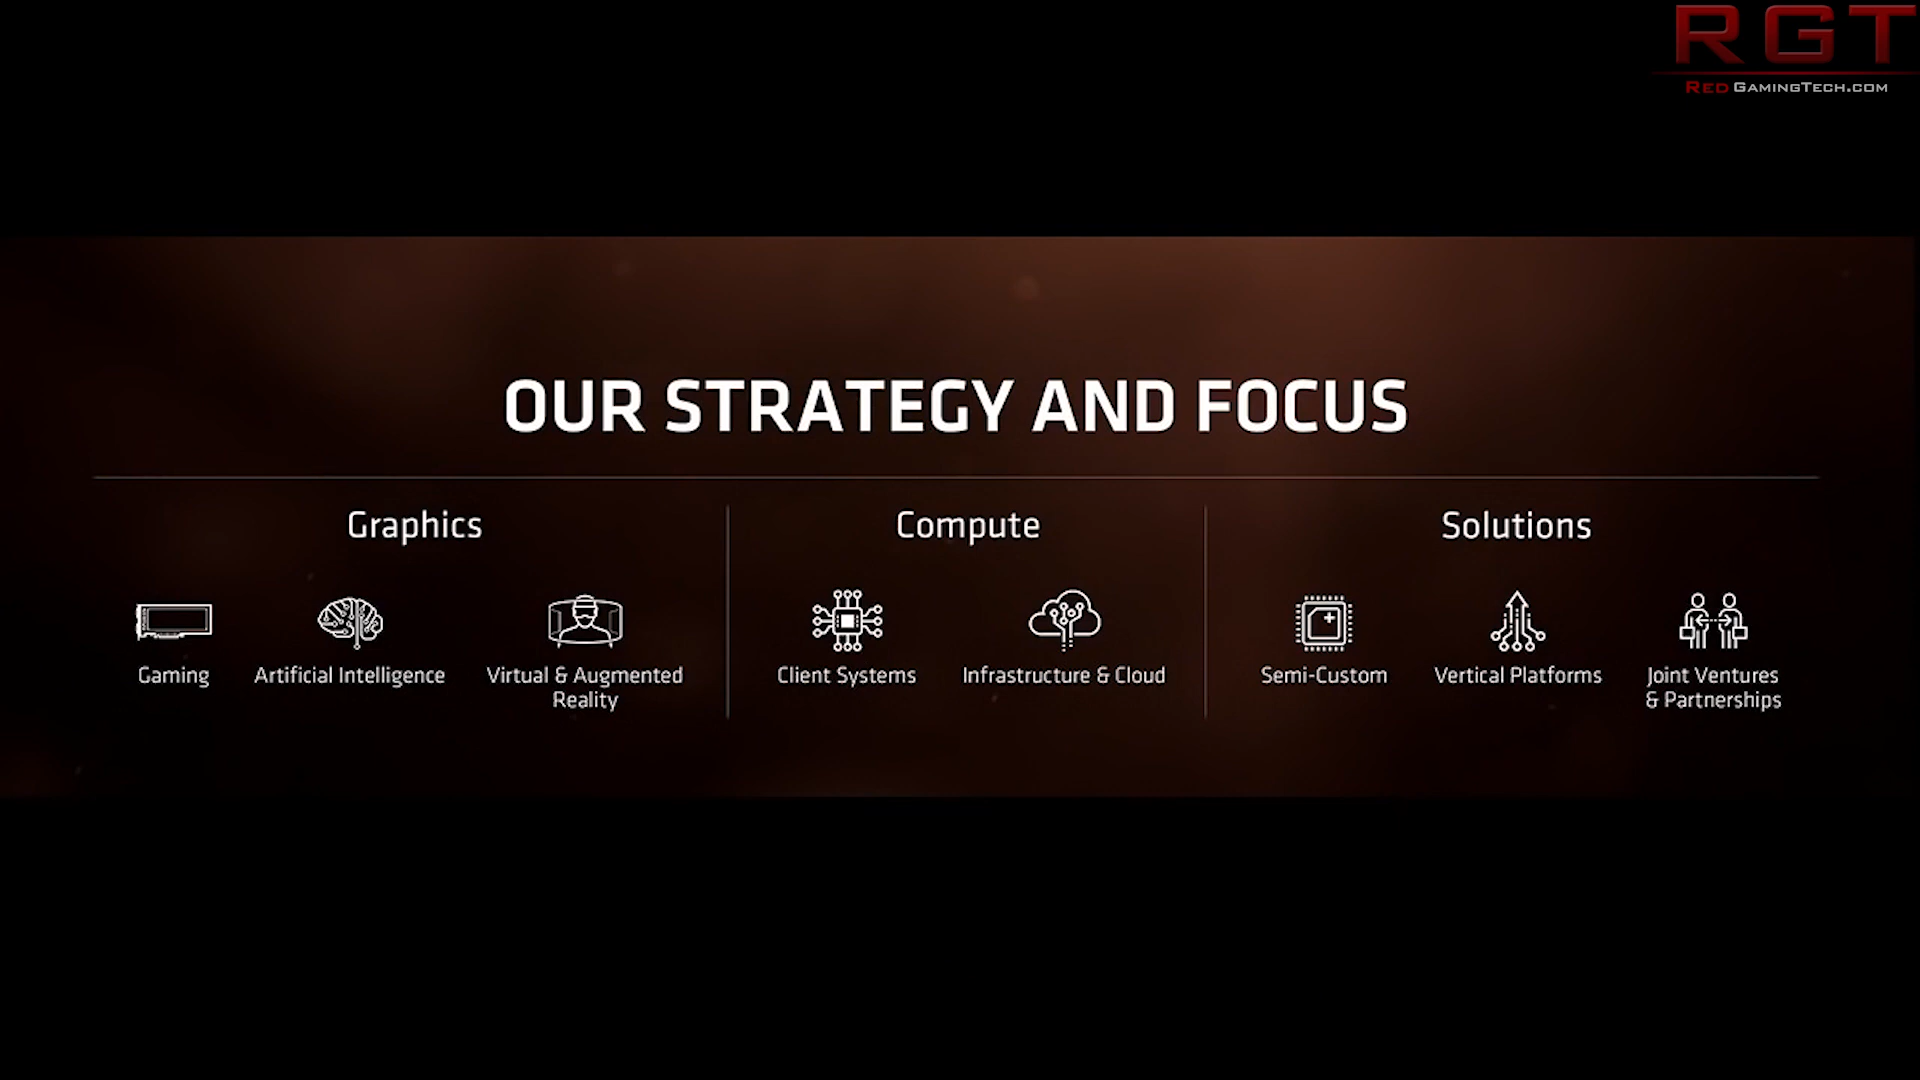 RGT
RED GAMINGTECH.COM
OUR STRATEGY AND FOCUS
Graphics
Gaming
Artificial Intelligence
Virtual & Augmented
Reality
Compute
Client Systems
Infrastructure & Cloud
Solutions
Semi-Custom
Vertical Platforms
Joint Ventures
& Partnerships